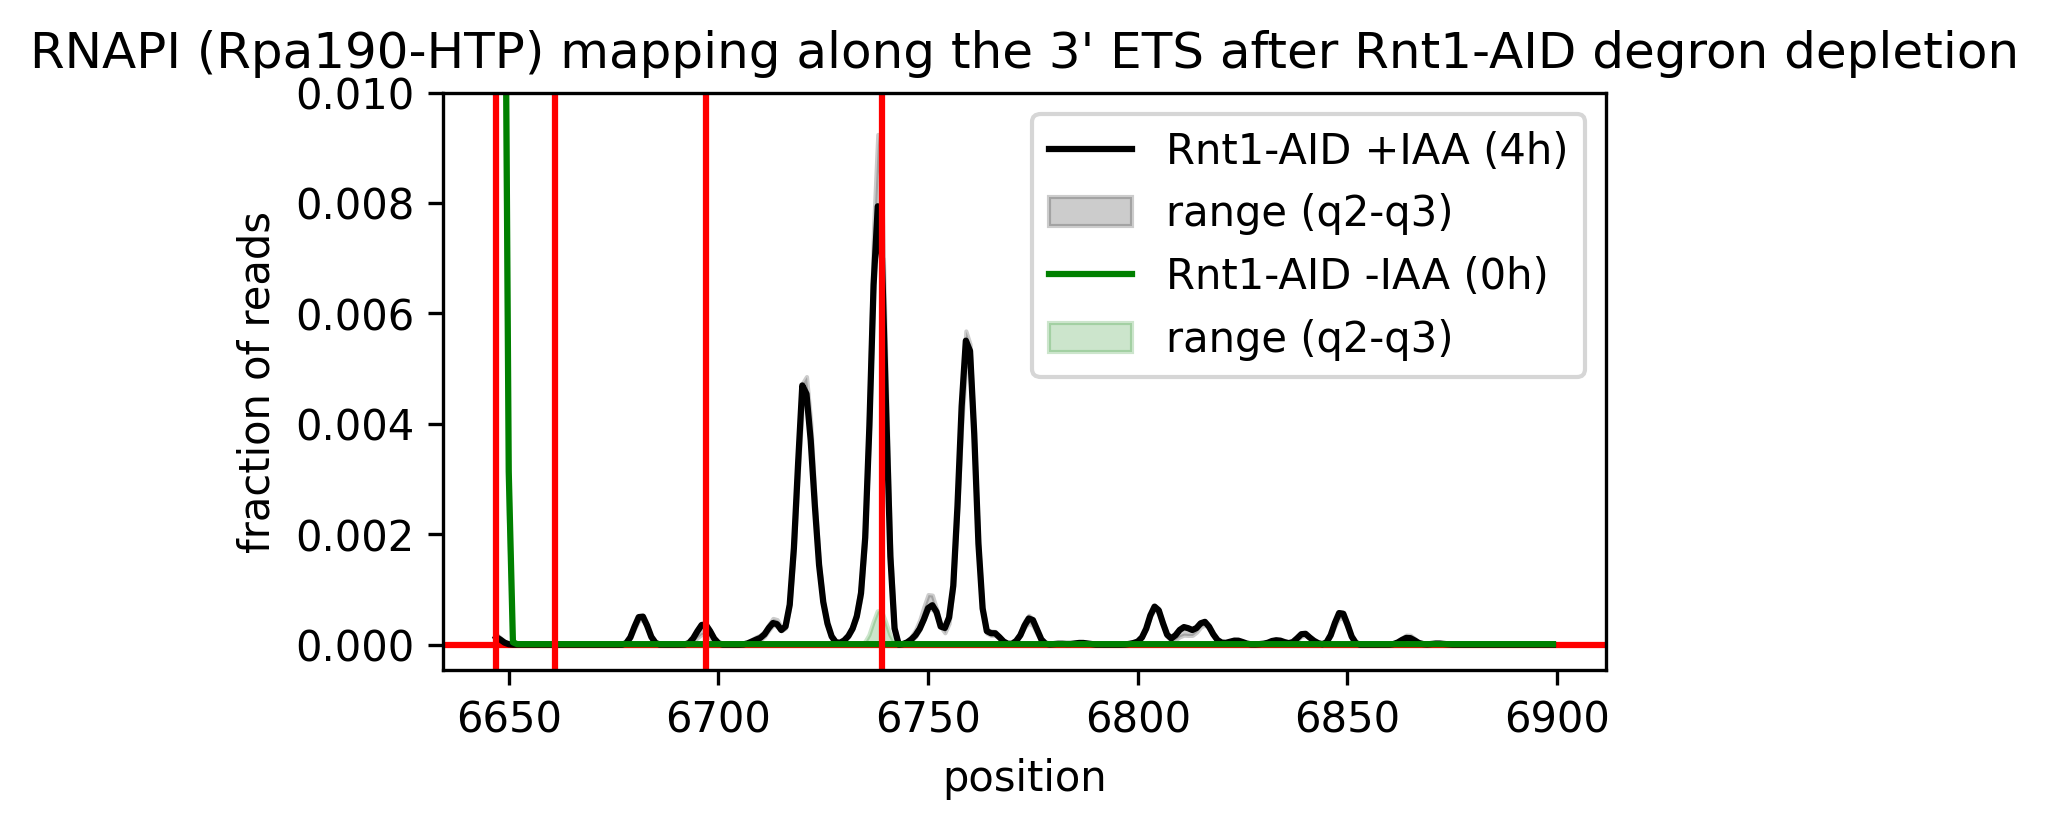 RNAPI (Rpa190-HTP) mapping along the 3' ETS after Rnt1-AID degron depletion
0.010
0.008
0.006
0.004
0.002
0.000
fraction of reads
Rnt1-AID +IAA (4h)
range (q2-q3)
Rnt1-AID -IAA (0h)
range (q2-q3)
6650 6700 6750 6800 6850 6900
position